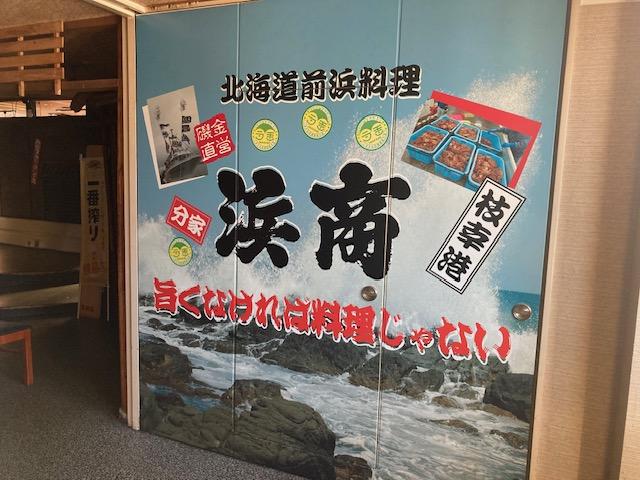 北海道前浜料理
磯金
直営
分家
浜商
枝幸港
旨くなければ料理じゃない
一番搾り